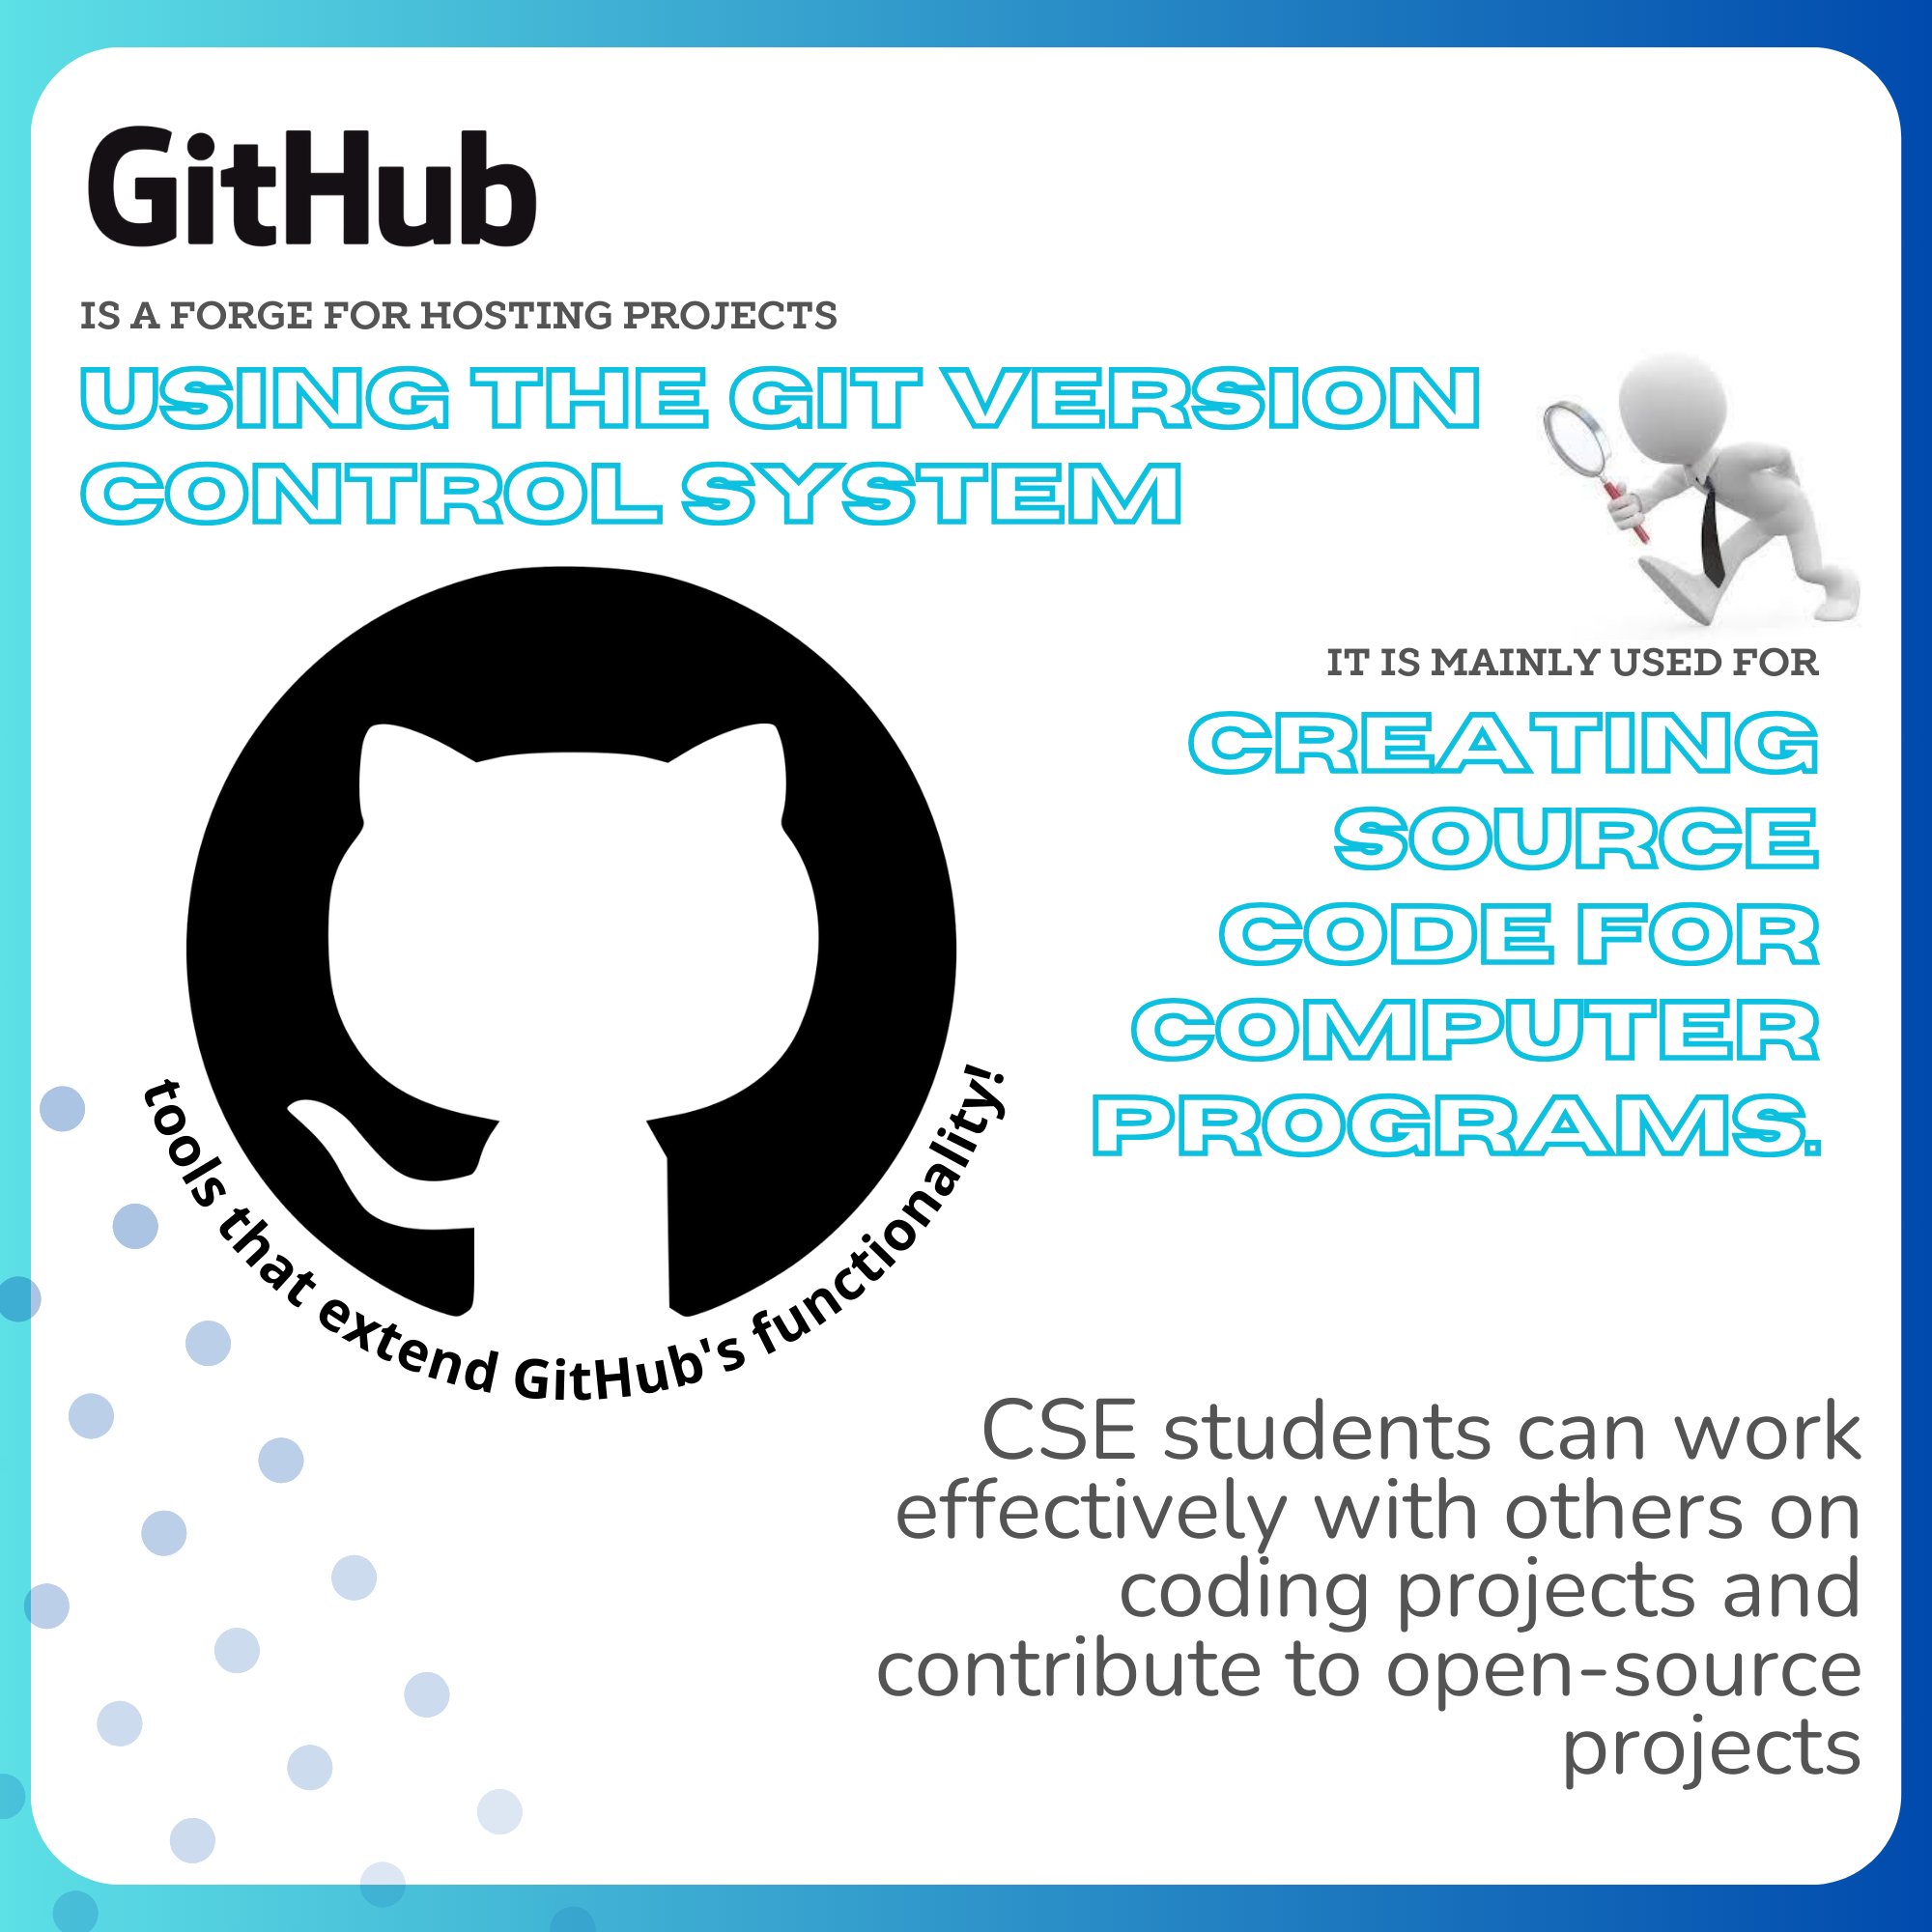 GitHub
IS A FORGE FOR HOSTING PROJECTS
USING THE GIT VERSION
CONTROL SYSTEM
IT IS MAINLY USED FOR
CREATING
SOURCE
CODE FOR
COMPUTER
PROGRAMS.
tools that extend GitHub's functionality!
CSE students can work
effectively with others on
coding projects and
contribute to open-source
projects